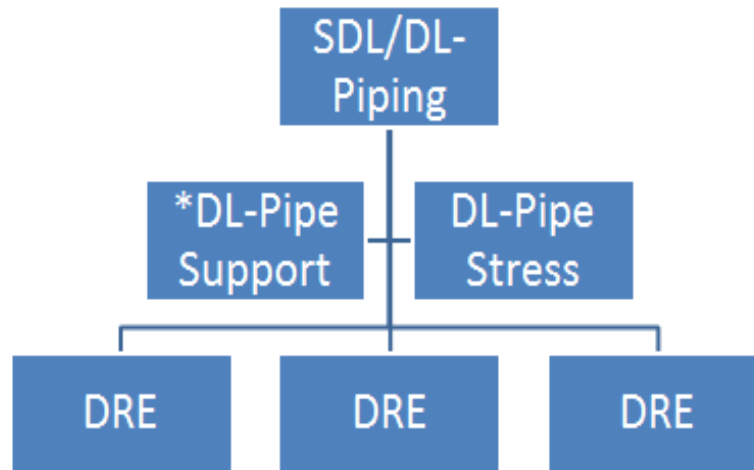 SDL/DL-
Piping
*DL-Pipe
Support
DL-Pipe
Stress
DRE
DRE
DRE